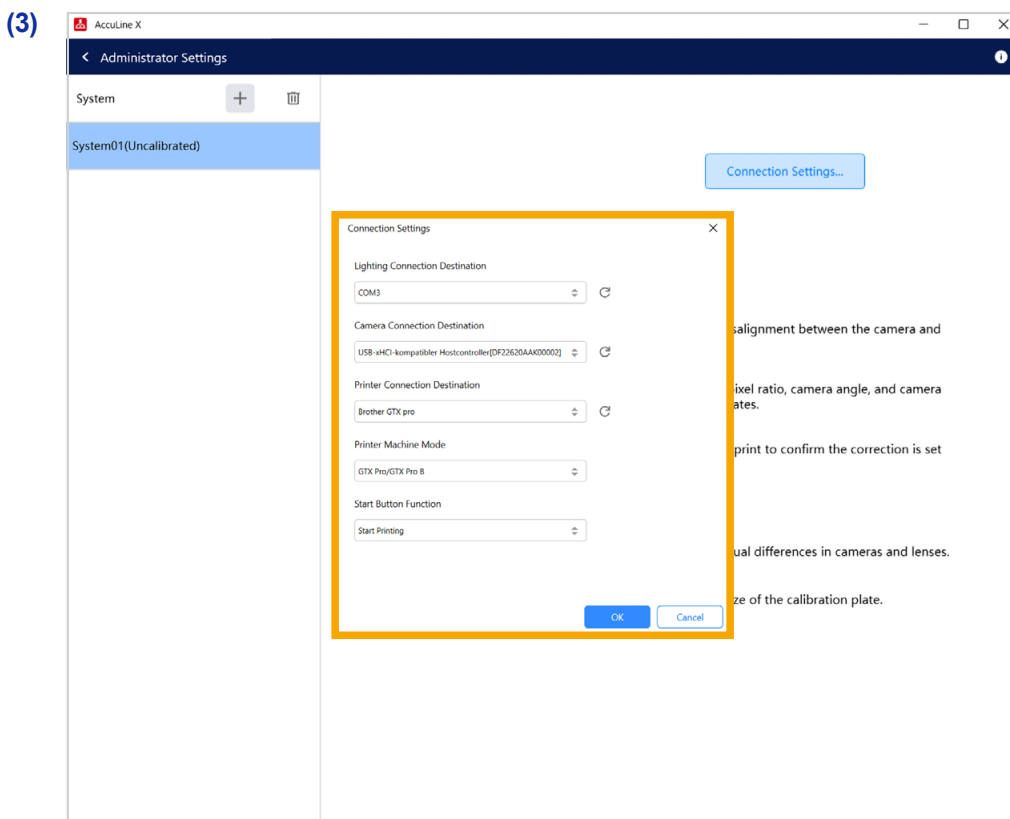 (3)
AccuLine X
Administrator Settings
System
System01(Uncalibrated)
Connection Settings...
Connection Settings
Lighting Connection Destination
COM3
Camera Connection Destination
USB-xHCI-kompatibler Hostcontroller[DF22620AAK00002]
Printer Connection Destination
Brother GTX pro
Printer Machine Mode
GTX Pro/GTX Pro B
Start Button Function
Start Printing
OK
Cancel
salignment between the camera and
ixel ratio, camera angle, and camera
ates.
print to confirm the correction is set
ual differences in cameras and lenses.
ze of the calibration plate.